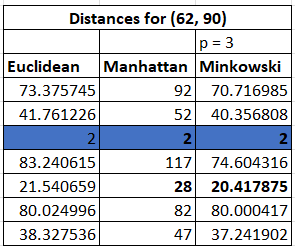 Distances for (62, 90)
p = 3
Euclidean Manhattan Minkowski
73.375745 92 70.716985
41.761226 52 40.356808
2 2 2
83.240615 117 74.604316
21.540659 28 20.417875
80.024996 82 80.000417
38.327536 47 37.241902